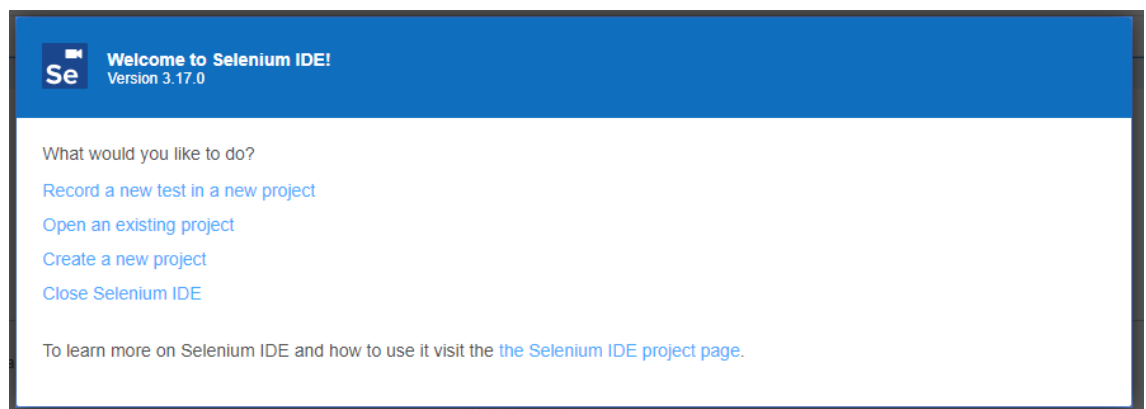 Se
Welcome to Selenium IDE!
Version 3.17.0
What would you like to do?
Record a new test in a new project
Open an existing project
Create a new project
Close Selenium IDE
To learn more on Selenium IDE and how to use it visit the the Selenium IDE project page.